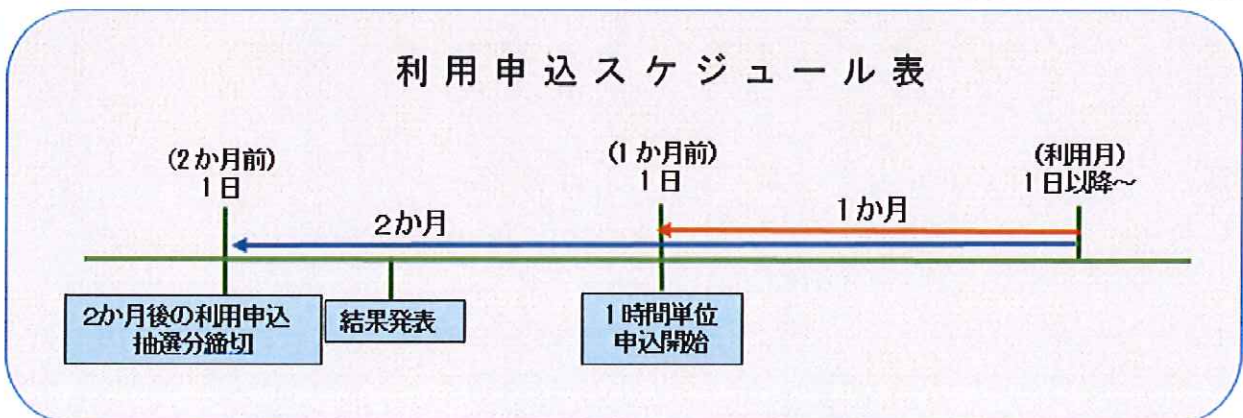 利用申込スケジュール表
(2か月前)
1日
(1か月前)
1日
(利用月)
1日以降~
2か月
1か月
2か月後の利用申込
抽選分締切
結果発表
1時間単位
申込開始